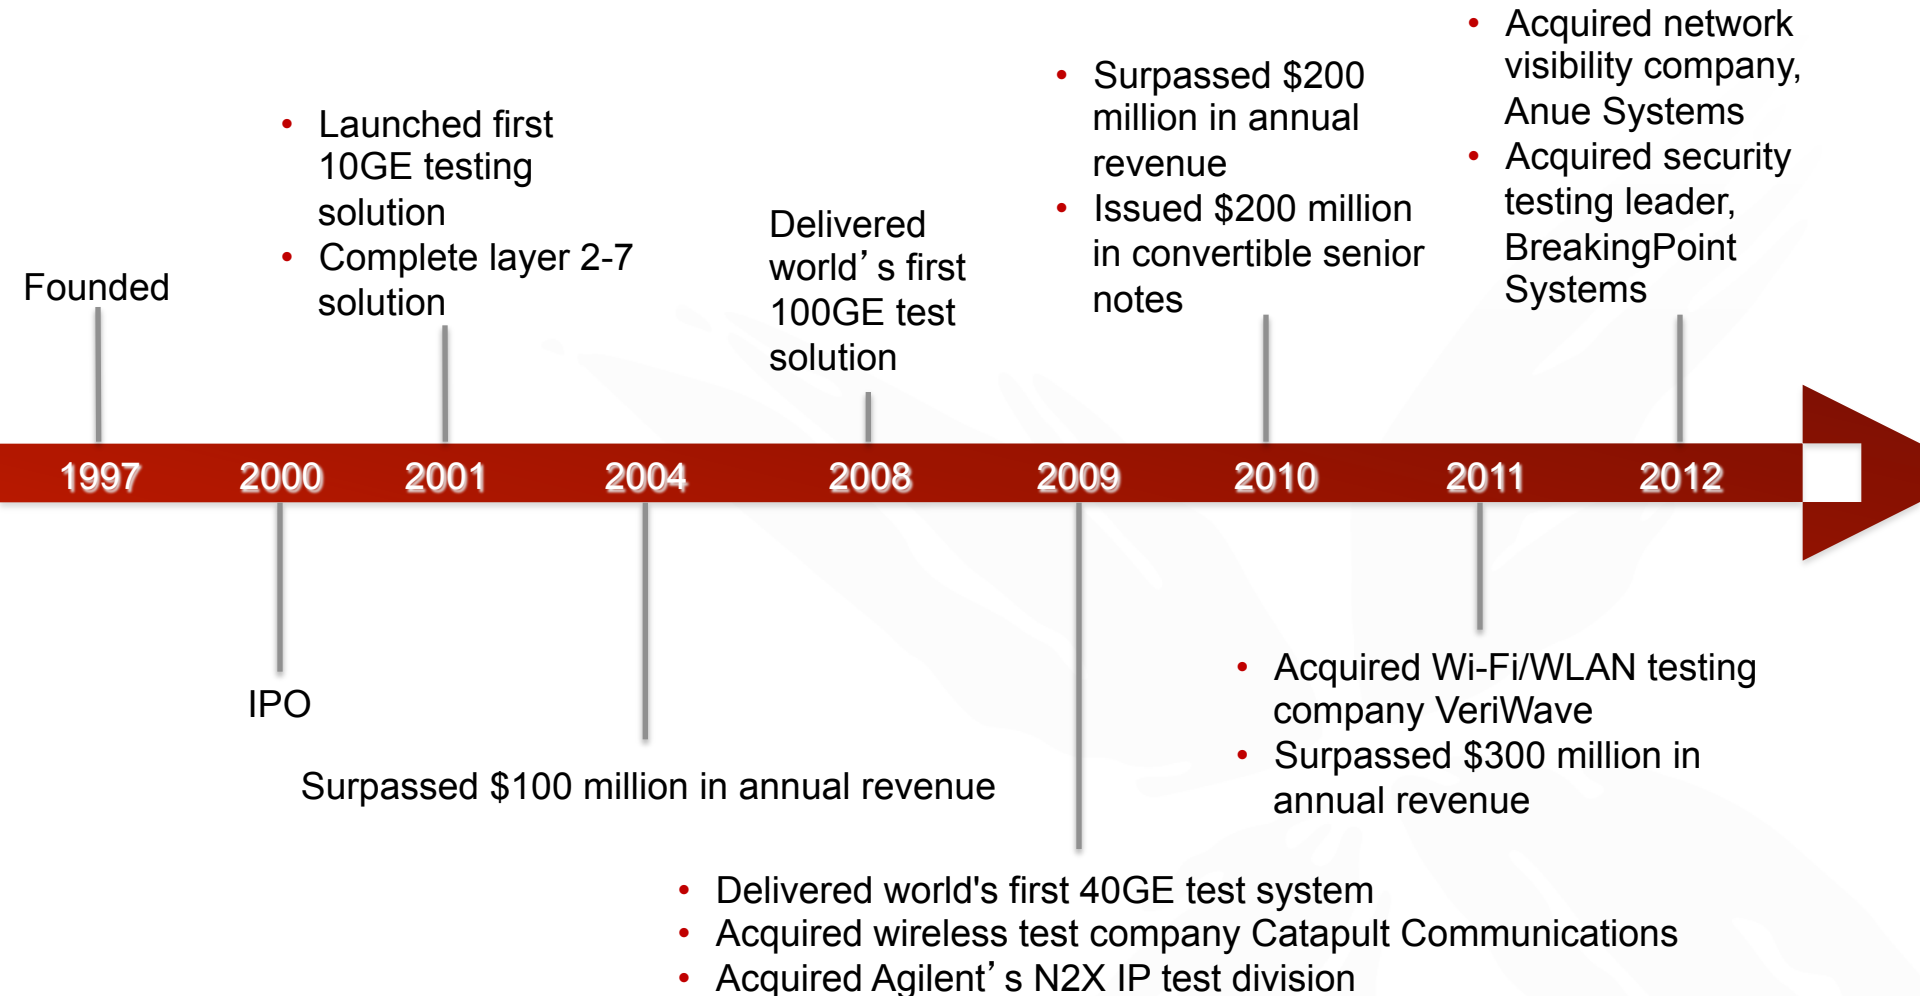 Founded
• Launched first
10GE testing
solution
• Complete layer 2-7
solution
Delivered
world’s first
100GE test
solution
• Surpassed $200
million in annual
revenue
• Issued $200 million
in convertible senior
notes
• Acquired network
visibility company,
Anue Systems
• Acquired security
testing leader,
BreakingPoint
Systems
1997 2000 2001 2004 2008 2009 2010 2011 2012
IPO
Surpassed $100 million in annual revenue
• Delivered world's first 40GE test system
• Acquired wireless test company Catapult Communications
• Acquired Agilent’s N2X IP test division
• Acquired Wi-Fi/WLAN testing
company VeriWave
• Surpassed $300 million in
annual revenue